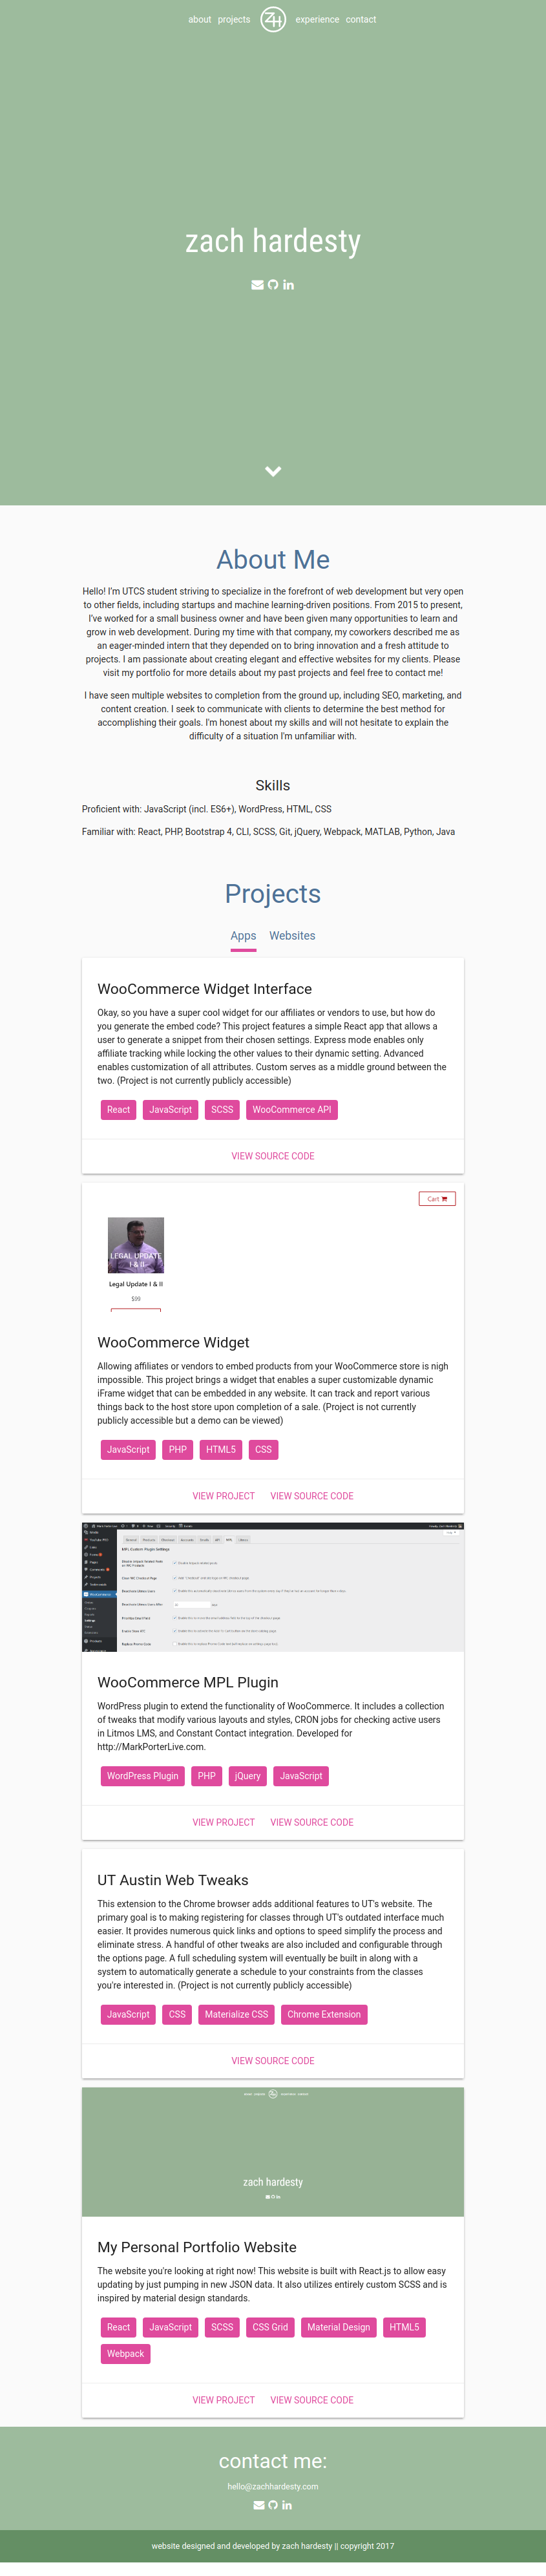 about projects ZH experience contact
zach hardesty
About Me
Hello! I'm UTCS student striving to specialize in the forefront of web development but very open
to other fields, including startups and machine learning-driven positions. From 2015 to present,
I've worked for a small business owner and have been given many opportunities to learn and
grow in web development. During my time with that company, my coworkers described me as
an eager-minded intern that they depended on to bring innovation and a fresh attitude to
projects. I am passionate about creating elegant and effective websites for my clients. Please
visit my portfolio for more details about my past projects and feel free to contact me!
I have seen multiple websites to completion from the ground up, including SEO, marketing, and
content creation. I seek to communicate with clients to determine the best method for
accomplishing their goals. I'm honest about my skills and will not hesitate to explain the
difficulty of a situation I'm unfamiliar with.
Skills
Proficient with: JavaScript (incl. ES6+), WordPress, HTML, CSS
Familiar with: React, PHP, Bootstrap 4, CLI, SCSS, Git, jQuery, Webpack, MATLAB, Python, Java
Projects
Apps Websites
WooCommerce Widget Interface
Okay, so you have a super cool widget for our affiliates or vendors to use, but how do
you generate the embed code? This project features a simple React app that allows a
user to generate a snippet from their chosen settings. Express mode enables only
affiliate tracking while locking the other values to their dynamic setting. Advanced
enables customization of all attributes. Custom serves as a middle ground between the
two. (Project is not currently publicly accessible)
React JavaScript SCSS WooCommerce API
VIEW SOURCE CODE
Cart
LEGAL UPDATE
I & II
Legal Update I & II
$99
WooCommerce Widget
Allowing affiliates or vendors to embed products from your WooCommerce store is nigh
impossible. This project brings a widget that enables a super customizable dynamic
iFrame widget that can be embedded in any website. It can track and report various
things back to the host store upon completion of a sale. (Project is not currently
publicly accessible but a demo can be viewed)
JavaScript PHP HTML5 CSS
VIEW PROJECT VIEW SOURCE CODE
MPL Custom Plugin Settings
WooCommerce MPL Plugin
WordPress plugin to extend the functionality of WooCommerce. It includes a collection
of tweaks that modify various layouts and styles, CRON jobs for checking active users
in Litmos LMS, and Constant Contact integration. Developed for
http://MarkPorterLive.com.
WordPress Plugin PHP jQuery JavaScript
VIEW PROJECT VIEW SOURCE CODE
UT Austin Web Tweaks
This extension to the Chrome browser adds additional features to UT's website. The
primary goal is to making registering for classes through UT's outdated interface much
easier. It provides numerous quick links and options to speed simplify the process and
eliminate stress. A handful of other tweaks are also included and configurable through
the options page. A full scheduling system will eventually be built in along with a
system to automatically generate a schedule to your constraints from the classes
you're interested in. (Project is not currently publicly accessible)
JavaScript CSS Materialize CSS Chrome Extension
VIEW SOURCE CODE
zach hardesty
My Personal Portfolio Website
The website you're looking at right now! This website is built with React.js to allow easy
updating by just pumping in new JSON data. It also utilizes entirely custom SCSS and is
inspired by material design standards.
React JavaScript SCSS CSS Grid Material Design HTML5
Webpack
VIEW PROJECT VIEW SOURCE CODE
contact me:
hello@zachhardesty.com
website designed and developed by zach hardesty || copyright 2017